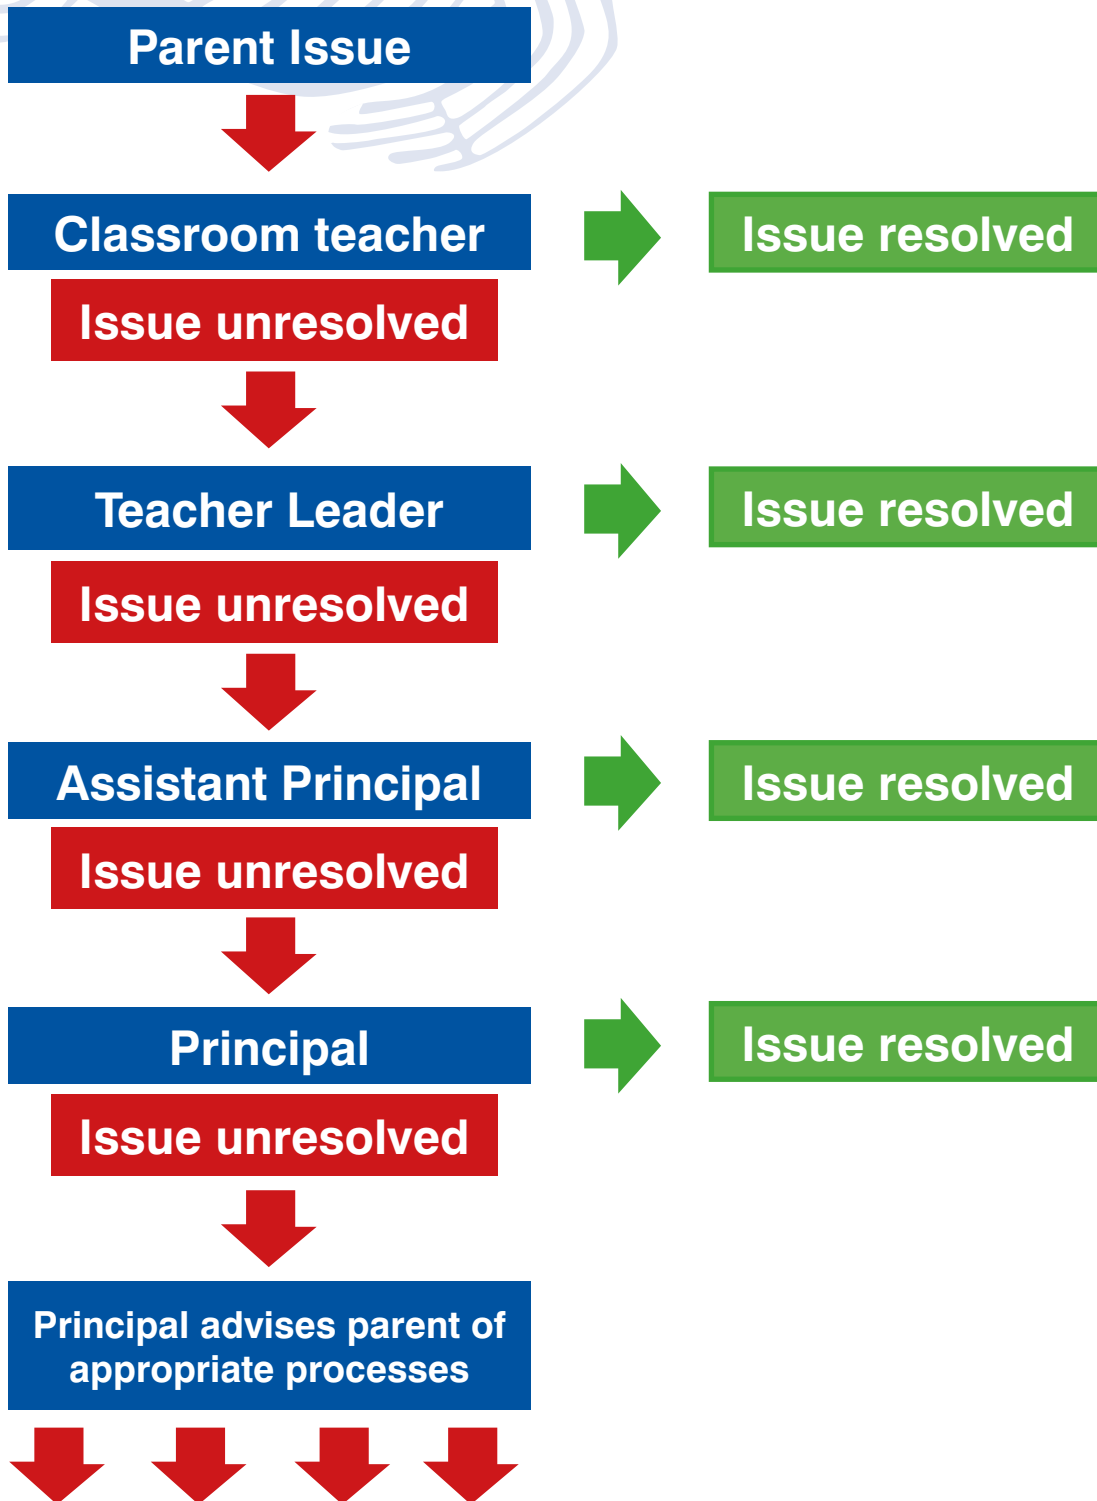 Parent Issue
Classroom teacher
Issue resolved
Issue unresolved
Teacher Leader
Issue resolved
Issue unresolved
Assistant Principal
Issue resolved
Issue unresolved
Principal
Issue resolved
Issue unresolved
Principal advises parent of
appropriate processes